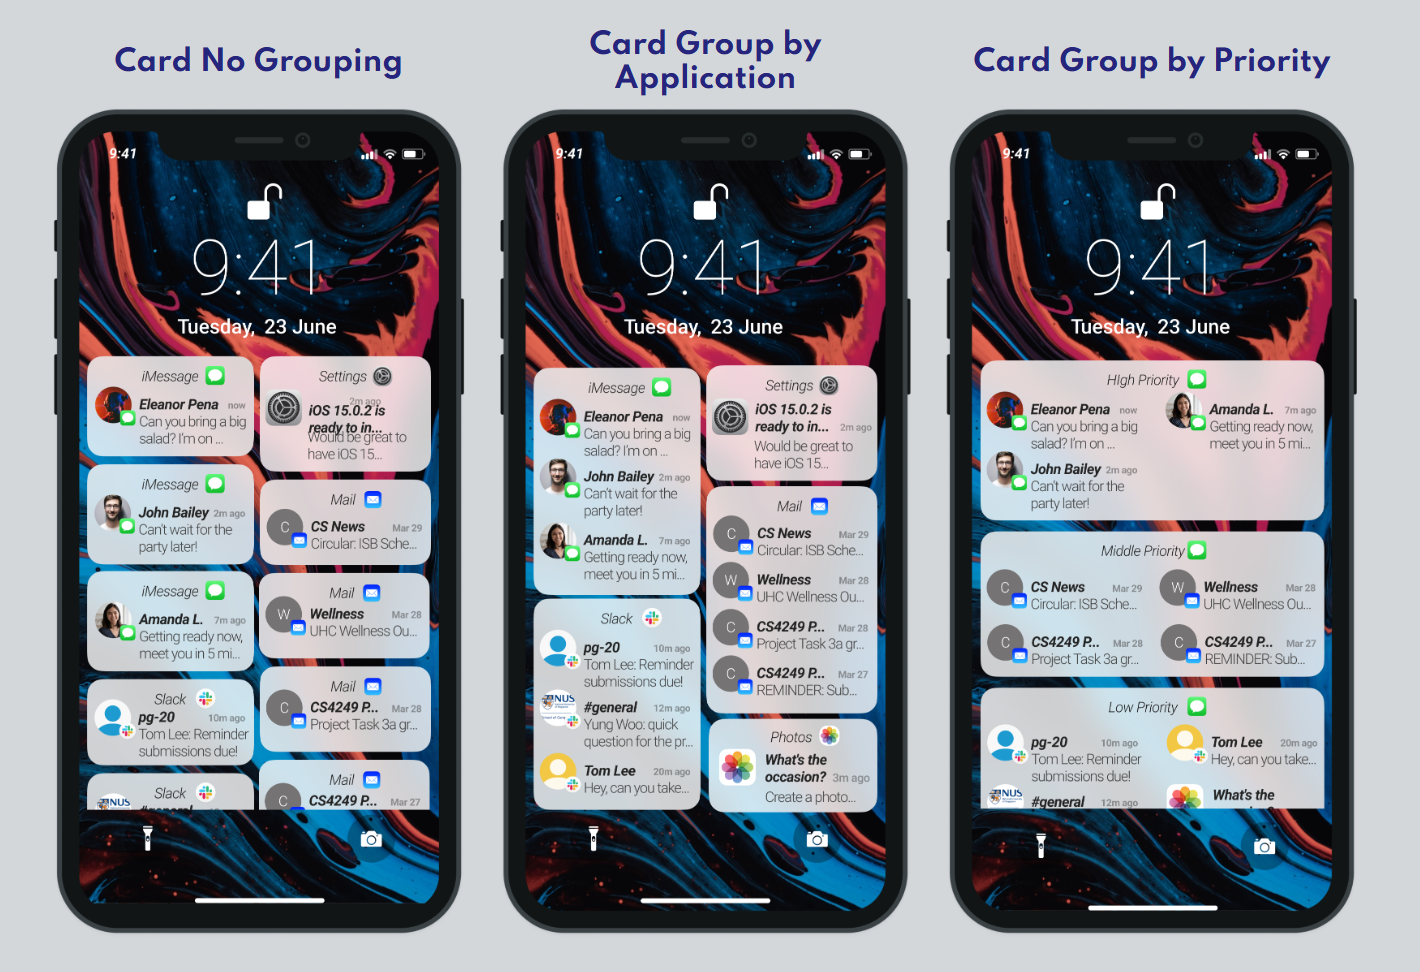 Card No Grouping
9:41
9:41
Tuesday, 23 June
iMessage
Eleanor Pena now
Can you bring a big
salad? I'm on ...
iMessage
John Bailey 2m ago
Can't wait for the
party later!
iMessage
Amanda L. 7m ago
Getting ready now,
meet you in 5 mi...
Slack
pg-20 10m ago
Tom Lee: Reminder
submissions due!
Slack
NUS
#general
Settings
2m ago
iOS 15.0.2 is
ready to in...
Would be great to
have iOS 15...
Mail
C
CS News Mar 29
Circular: ISB Sche...
Mail
W
Wellness Mar 28
UHC Wellness Ou...
Mail
C
CS4249 P... Mar 28
Project Task 3a gr...
Mail
C
CS4249 P... Mar 27
Card Group by
Application
9:41
9:41
Tuesday, 23 June
iMessage
Eleanor Pena now
Can you bring a big
salad? I'm on ...
John Bailey 2m ago
Can't wait for the
party later!
Amanda L. 7m ago
Getting ready now,
meet you in 5 mi...
Slack
pg-20 10m ago
Tom Lee: Reminder
submissions due!
NUS
#general 12m ago
Yung Woo: quick
question for the pr...
Tom Lee 20m ago
Hey, can you take...
Settings
iOS 15.0.2 is
ready to in... 2m ago
Would be great to
have iOS 15...
Mail
C
CS News Mar 29
Circular: ISB Sche...
W
Wellness Mar 28
UHC Wellness Ou...
C
CS4249 P... Mar 28
Project Task 3a gr...
C
CS4249 P... Mar 27
REMINDER: Sub...
Photos
What's the
occasion? 3m ago
Create a photo...
Card Group by Priority
9:41
9:41
Tuesday, 23 June
HIgh Priority
Eleanor Pena now
Can you bring a big
salad? I'm on ...
Amanda L. 7m ago
Getting ready now,
meet you in 5 mi...
John Bailey 2m ago
Can't wait for the
party later!
Middle Priority
C
CS News Mar 29
Circular: ISB Sche...
W
Wellness Mar 28
UHC Wellness Ou...
C
CS4249 P... Mar 28
Project Task 3a gr...
C
CS4249 P... Mar 27
REMINDER: Sub...
Low Priority
pg-20 10m ago
Tom Lee: Reminder
submissions due!
Tom Lee 20m ago
Hey, can you take...
NUS
#general 12m ago
What's the